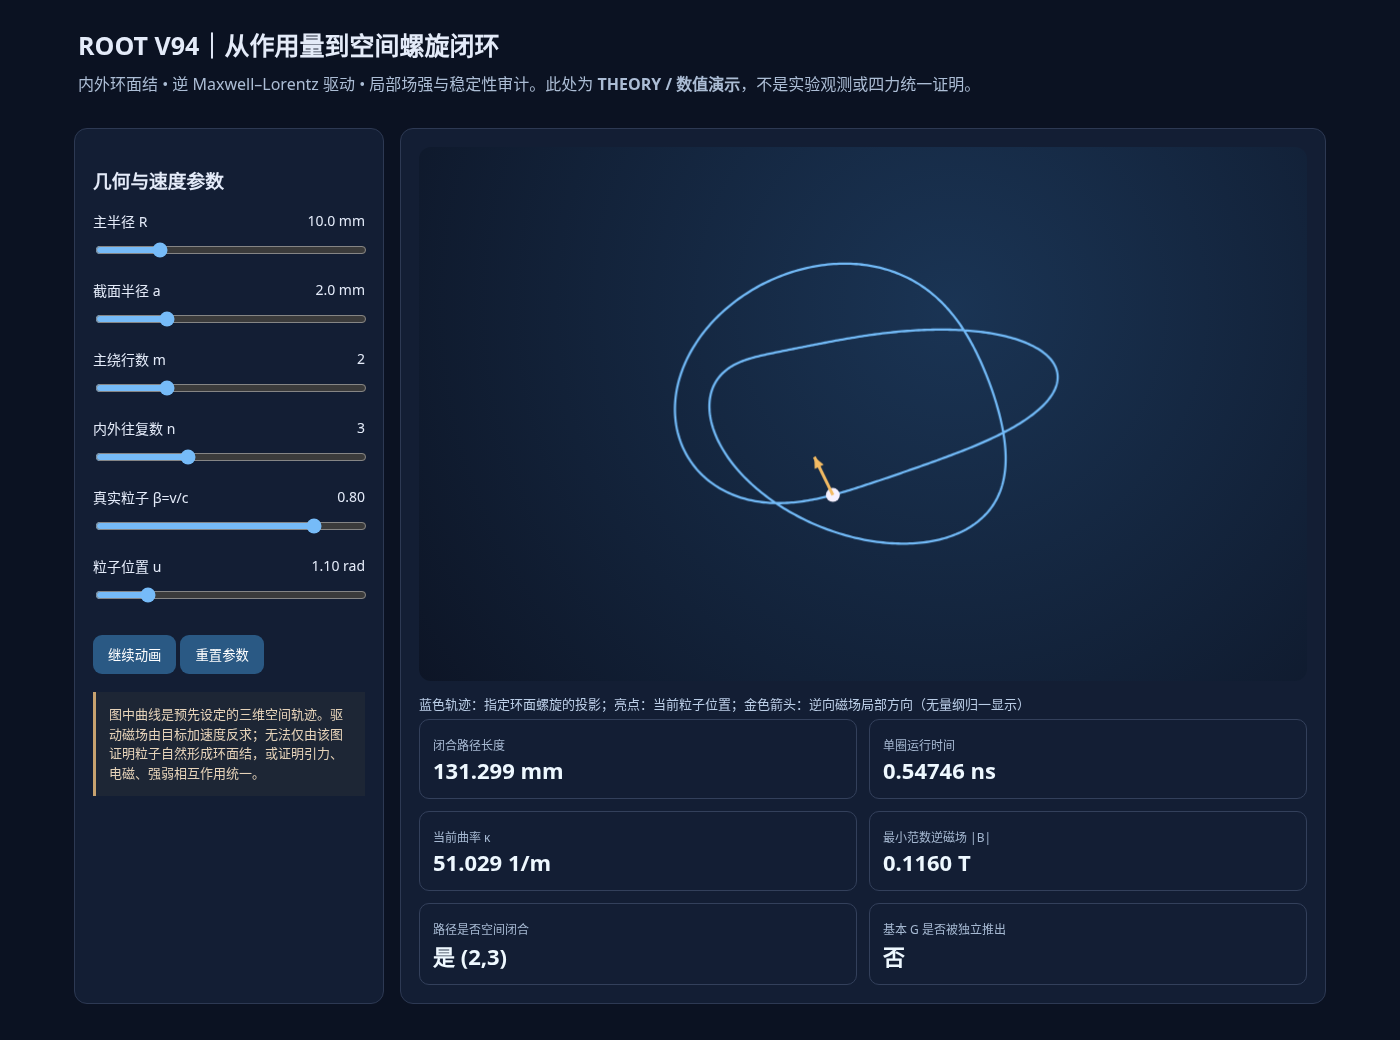 ROOT V94｜从作用量到空间螺旋闭环
内外环面结 • 逆 Maxwell–Lorentz 驱动 • 局部场强与稳定性审计。此处为 THEORY / 数值演示，不是实验观测或四力统一证明。
几何与速度参数
主半径 R 10.0 mm
截面半径 a 2.0 mm
主绕行数 m 2
内外往复数 n 3
真实粒子 β=v/c 0.80
粒子位置 u 1.10 rad
继续动画 重置参数
图中曲线是预先设定的三维空间轨迹。驱
动磁场由目标加速度反求；无法仅由该图
证明粒子自然形成环面结，或证明引力、
电磁、强弱相互作用统一。
蓝色轨迹：指定环面螺旋的投影；亮点：当前粒子位置；金色箭头：逆向磁场局部方向（无量纲归一显示）
闭合路径长度
131.299 mm
单圈运行时间
0.54746 ns
当前曲率 κ
51.029 1/m
最小范数逆磁场 |B|
0.1160 T
路径是否空间闭合
是 (2,3)
基本 G 是否被独立推出
否